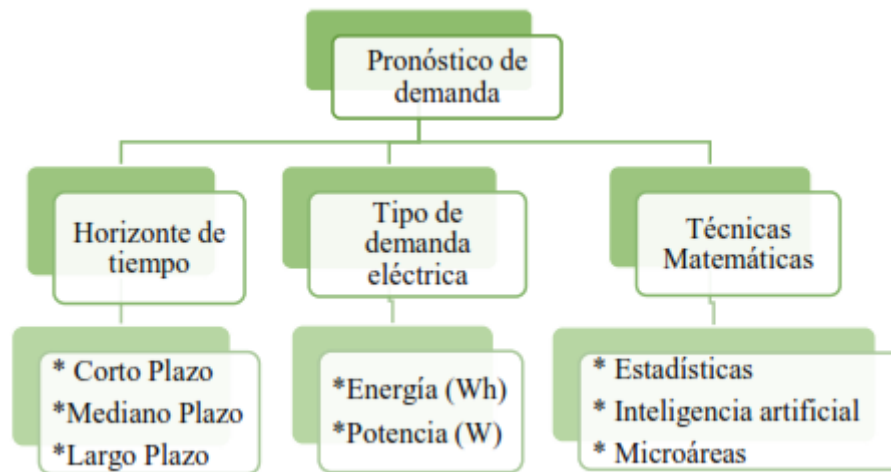 Pronóstico de
demanda
Horizonte de
tiempo
Tipo de
demanda
eléctrica
Técnicas
Matemáticas
* Corto Plazo
*Mediano Plazo
*Largo Plazo
*Energía (Wh)
*Potencia (W)
* Estadísticas
* Inteligencia artificial
* Microáreas